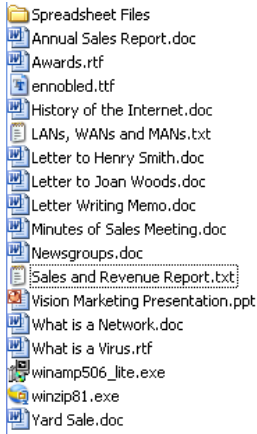 Spreadsheet Files
Annual Sales Report.doc
Awards.rtf
ennobled.ttf
History of the Internet.doc
LANs, WANs and MANs.txt
Letter to Henry Smith.doc
Letter to Joan Woods.doc
Letter Writing Memo.doc
Minutes of Sales Meeting.doc
Newsgroups.doc
Sales and Revenue Report.txt
Vision Marketing Presentation.ppt
What is a Network.doc
What is a Virus.rtf
winamp506_lite.exe
winzip81.exe
Yard Sale.doc